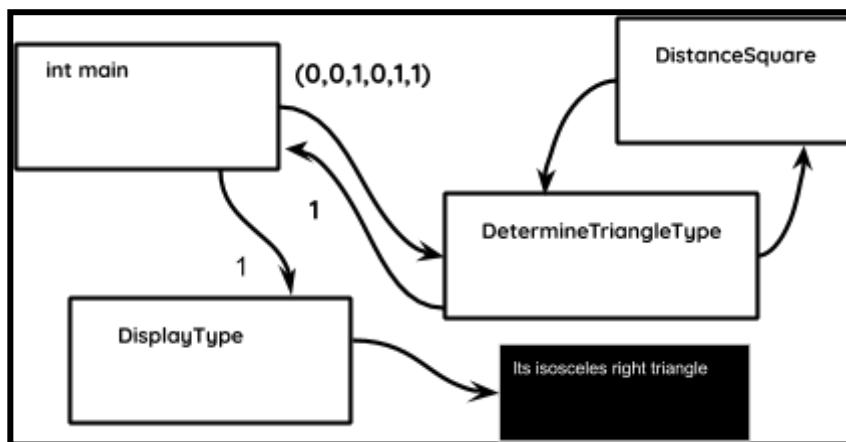 int main
(0,0,1,0,1,1)
DistanceSquare
1
DetermineTriangleType
1
DisplayType
Its isosceles right triangle